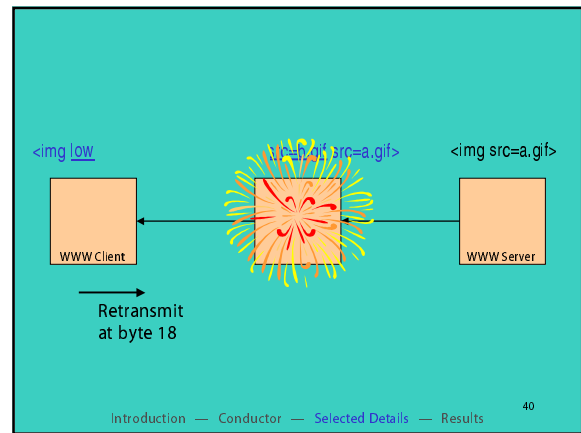 <img low
src=b.gif src=a.gif>
<img src=a.gif>
WWW Client
WWW Server
Retransmit
at byte 18
40
Introduction — Conductor — Selected Details — Results